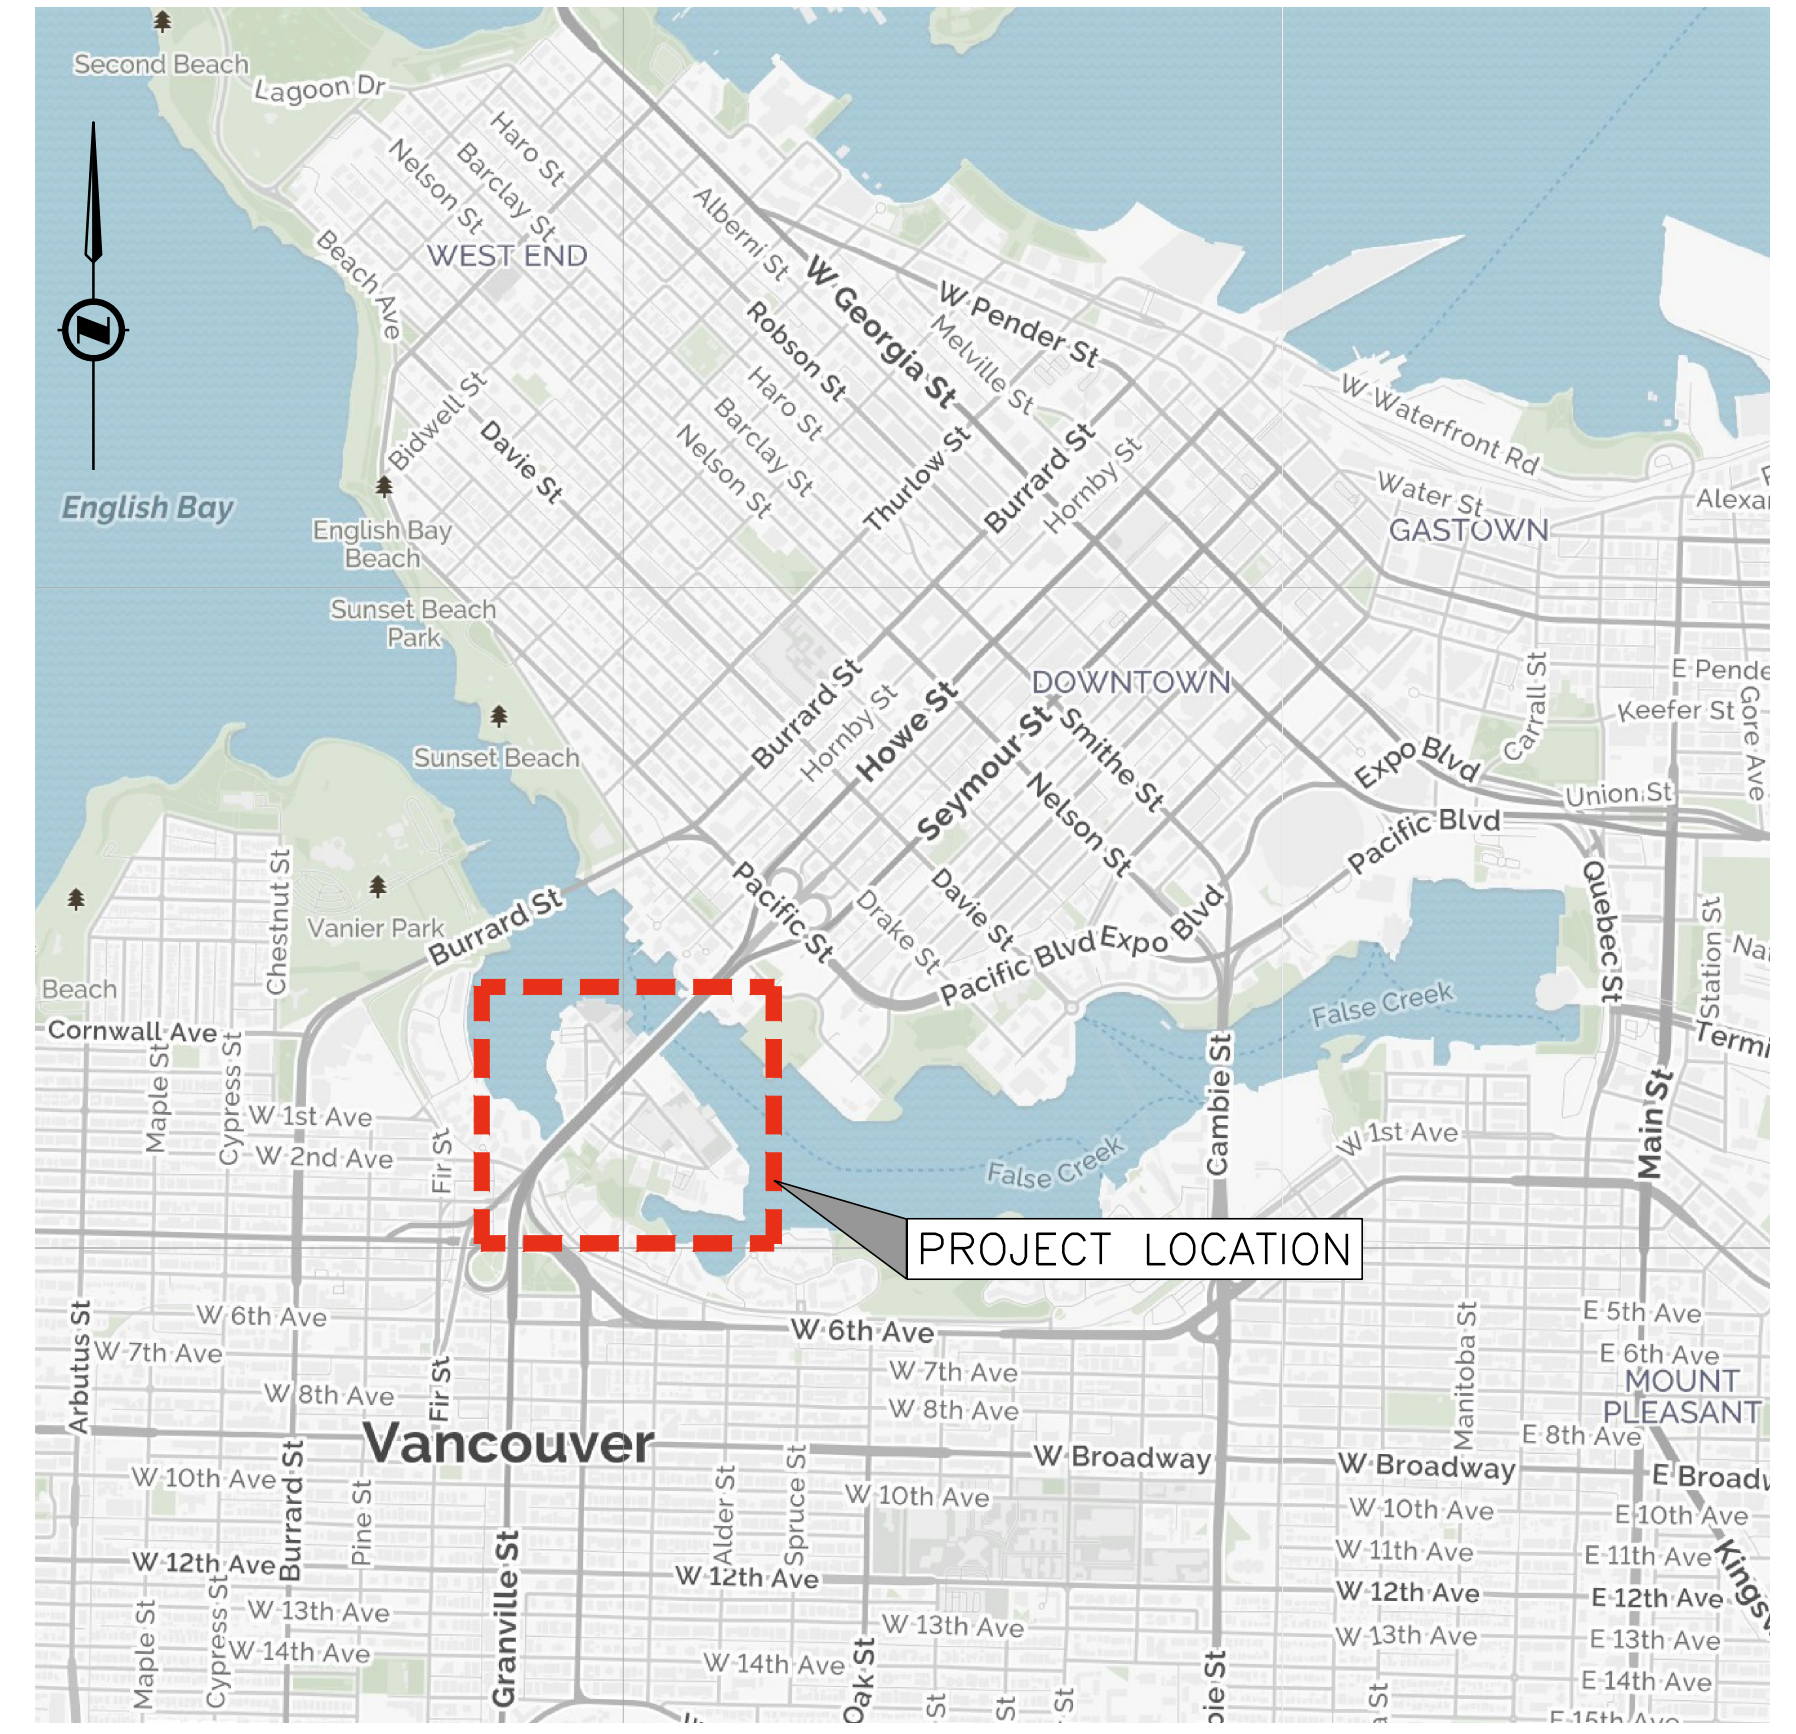 Second Beach
Lagoon Dr
Haro St
Barclay St
Nelson St
WEST END
Alberni St
Beach Ave
W Georgia St
W Pender St
Melville St
Robson St
Haro St
Barclay St
Nelson St
Bidwell St
Davie St
Thurlow St
Burrard St
Hornby St
W Waterfront Rd
Water St
GASTOWN
English Bay
English Bay
Beach
Sunset Beach
Park
Sunset Beach
Burrard St
Hornby St
Howe St
Seymour St
DOWNTOWN
Smithe St
Nelson St
Carrall St
Keefer St
Gore Ave
Expo Blvd
Union St
Pacific Blvd
Quebec St
Station St
Chestnut St
Vanier Park
Burrard St
Pacific St
Drake St
Davie St
Pacific Blvd
Expo Blvd
Beach
Cornwall Ave
Maple St
Cypress St
W 1st Ave
W 2nd Ave
Fir St
False Creek
False Creek
Cambie St
W 1st Ave
Main St
PROJECT LOCATION
Arbutus St
W 6th Ave
W 7th Ave
W 8th Ave
Fir St
W 6th Ave
W 7th Ave
W 8th Ave
Manitoba St
E 5th Ave
E 6th Ave
MOUNT
PLEASANT
E 8th Ave
Vancouver
W Broadway
W Broadway
W 10th Ave
Burrard St
Pine St
Alder St
Spruce St
W 10th Ave
W 10th Ave
E 10th Ave
W 11th Ave
E 11th Ave
W 12th Ave
W 12th Ave
W 12th Ave
E 12th Ave
Granville St
Maple St
Cypress St
W 13th Ave
W 13th Ave
W 13th Ave
E 13th Ave
W 14th Ave
W 14th Ave
E 14th Ave
Oak St
St
St
St
St